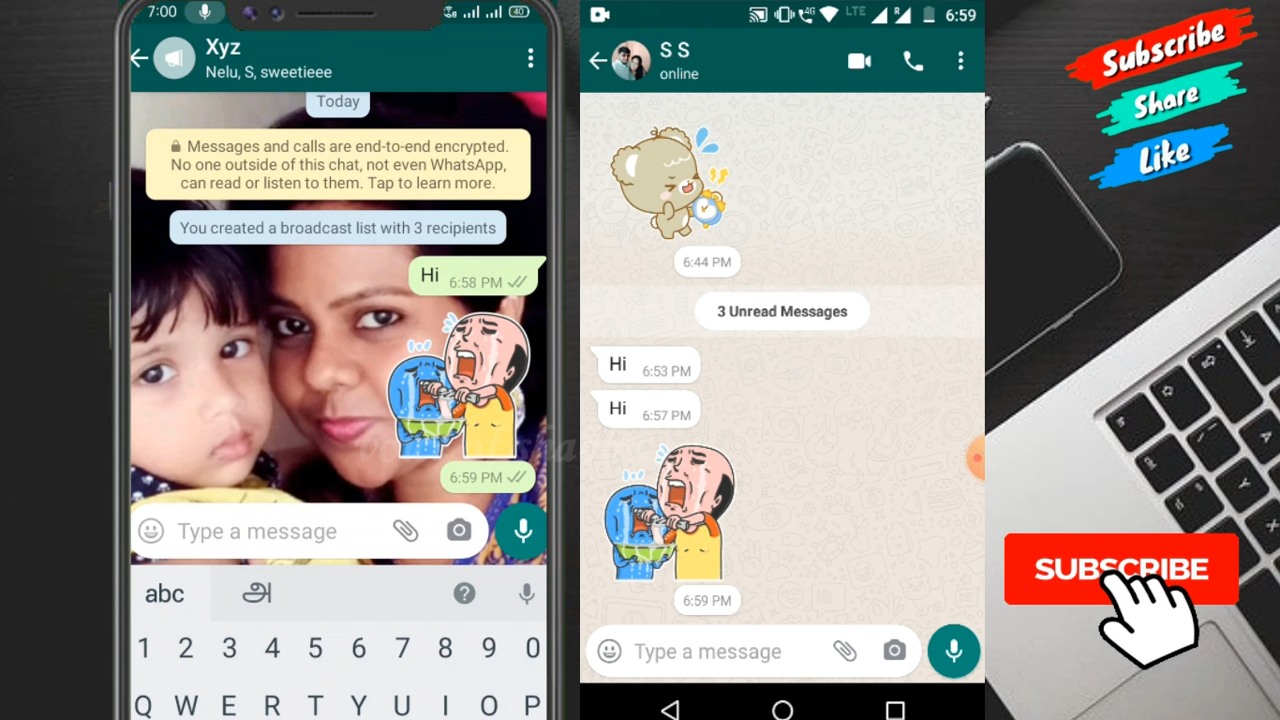 7:00
40
Xyz
Nelu, S, sweetieee
Today
Messages and calls are end-to-end encrypted.
No one outside of this chat, not even WhatsApp,
can read or listen to them. Tap to learn more.
You created a broadcast list with 3 recipients
Hi 6:58 PM
6:59 PM
Type a message
abc
அ
?
1 2 3 4 5 6 7 8 9 0
Q W E R T Y U I O P
4G LTE R 6:59
S S
online
6:44 PM
3 Unread Messages
Hi 6:53 PM
Hi 6:57 PM
6:59 PM
Type a message
Subscribe
Share
Like
SUBSCRIBE